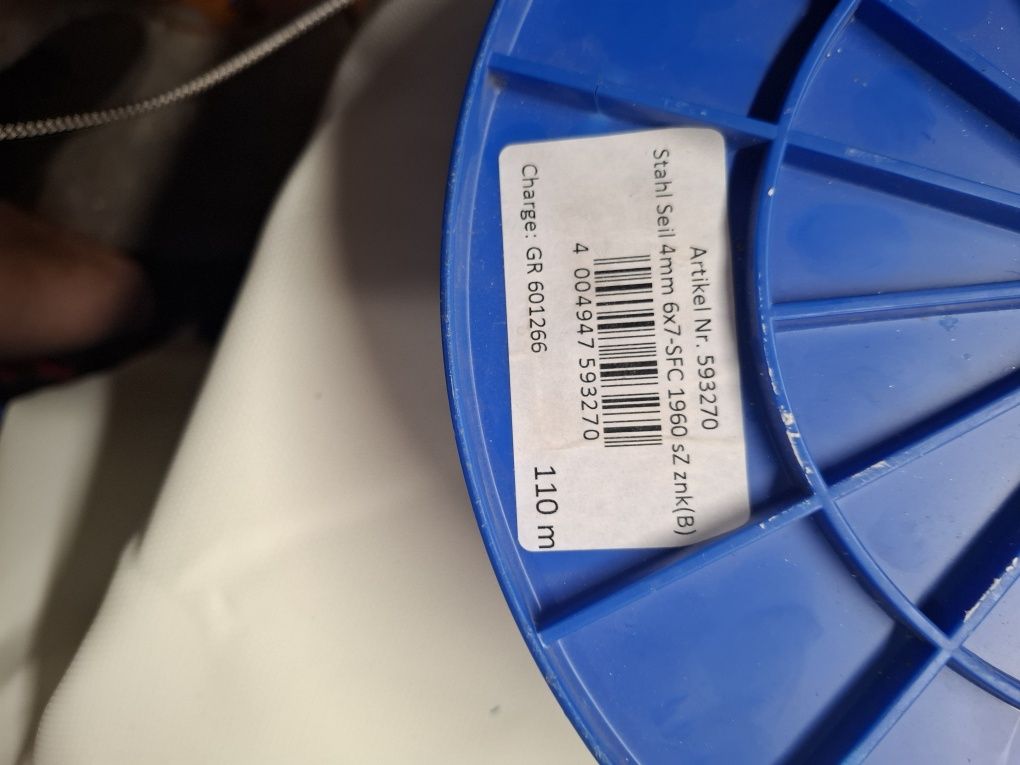 Artikel Nr. 593270
Stahl Seil 4mm 6x7-SFC 1960 sZ znk(B)
4 004947 593270
Charge: GR 601266
110 m